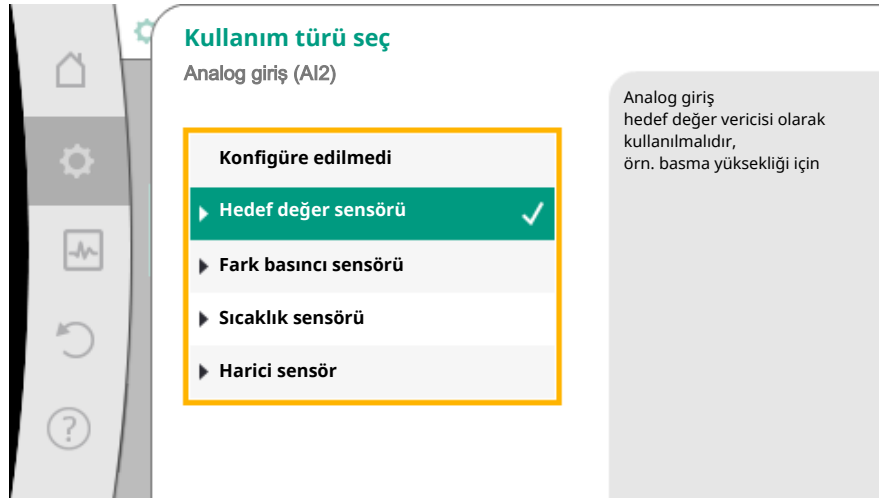 Kullanım türü seç
Analog giriş (AI2)
Konfigüre edilmedi
Hedef değer sensörü
Fark basıncı sensörü
Sıcaklık sensörü
Harici sensör
Analog giriş
hedef değer vericisi olarak
kullanılmalıdır,
örn. basma yüksekliği için